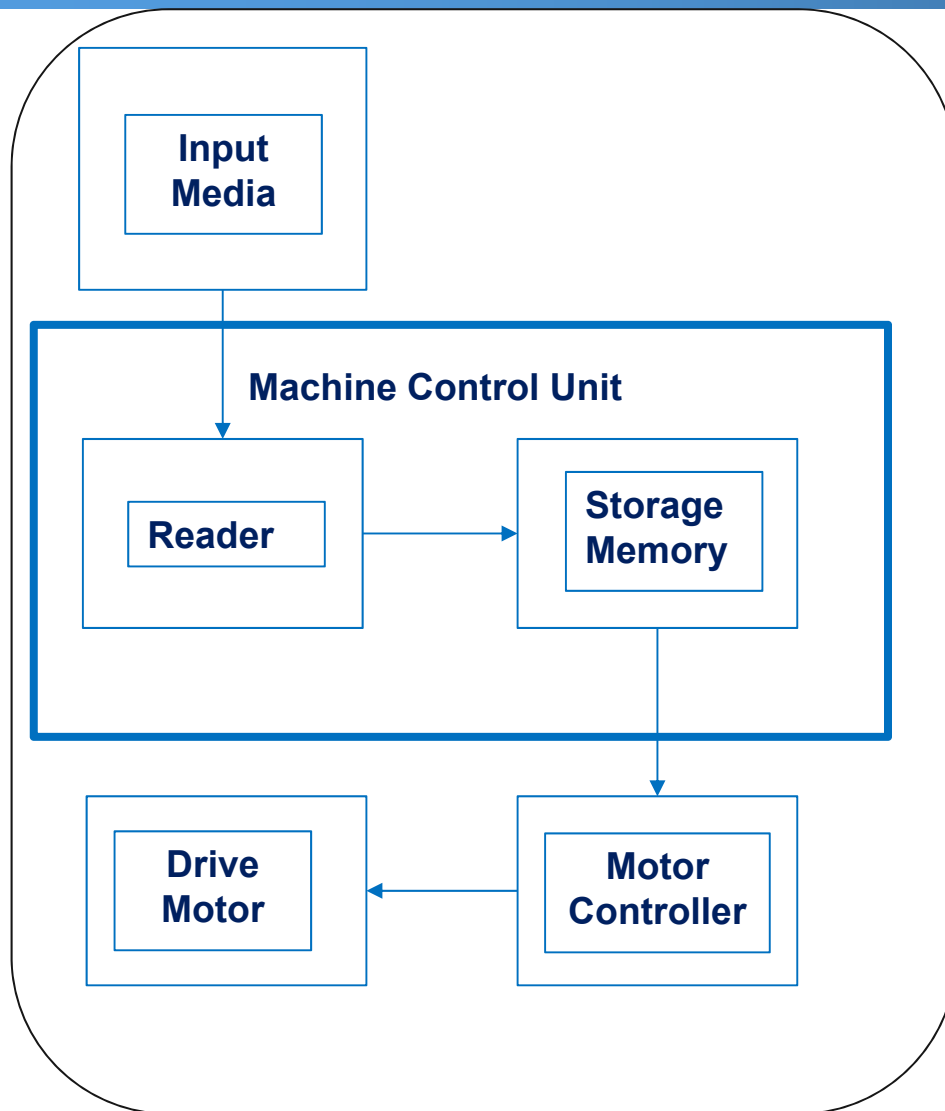 Input
Media
Machine Control Unit
Reader
Storage
Memory
Drive
Motor
Motor
Controller